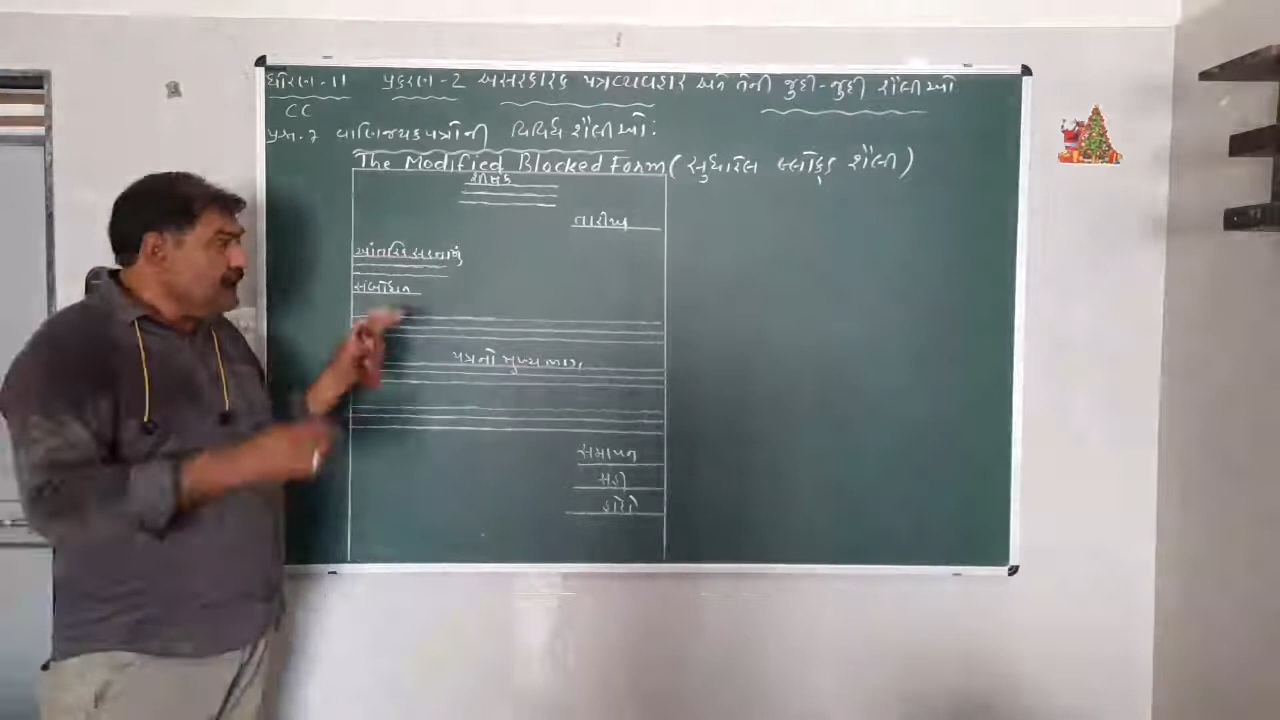 ધોરણ-11 પ્રકરણ-2 અસરકારક પત્રવ્યવહાર અને તેની જુદી-જુદી શૈલીઓ
CC
પ્રશ્ન.7 વાણિજ્યકપત્રોની વિવિધ શૈલીઓ:
The Modified Blocked Form (સુધારેલ બ્લોક્ડ શૈલી)
શીર્ષક
તારીખ
આંતરિક સરનામું
સંબોધન
પત્રનો મુખ્ય ભાગ
સમાપન
સહી
હોદ્દો